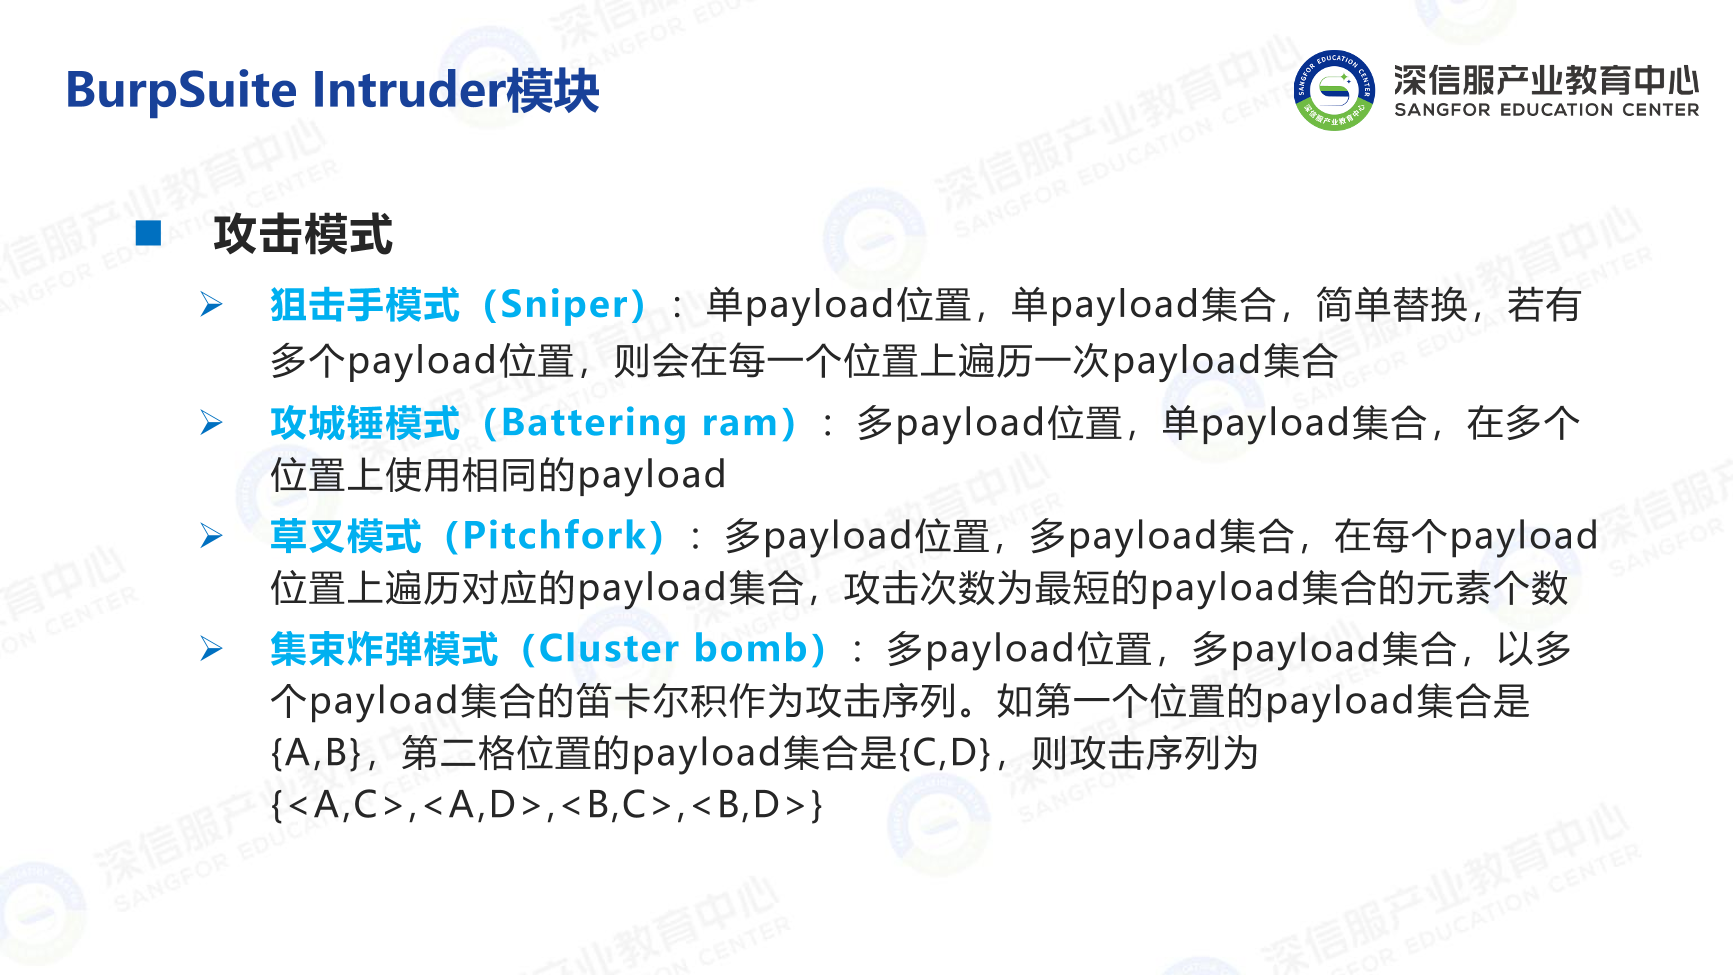 BurpSuite Intruder模块
深信服产业教育中心
SANGFOR EDUCATION CENTER
攻击模式
狙击手模式（Sniper）：单payload位置，单payload集合，简单替换，若有
多个payload位置，则会在每一个位置上遍历一次payload集合
攻城锤模式（Battering ram）：多payload位置，单payload集合，在多个
位置上使用相同的payload
草叉模式（Pitchfork）：多payload位置，多payload集合，在每个payload
位置上遍历对应的payload集合，攻击次数为最短的payload集合的元素个数
集束炸弹模式（Cluster bomb）：多payload位置，多payload集合，以多
个payload集合的笛卡尔积作为攻击序列。如第一个位置的payload集合是
{A,B}，第二格位置的payload集合是{C,D}，则攻击序列为
{<A,C>,<A,D>,<B,C>,<B,D>}